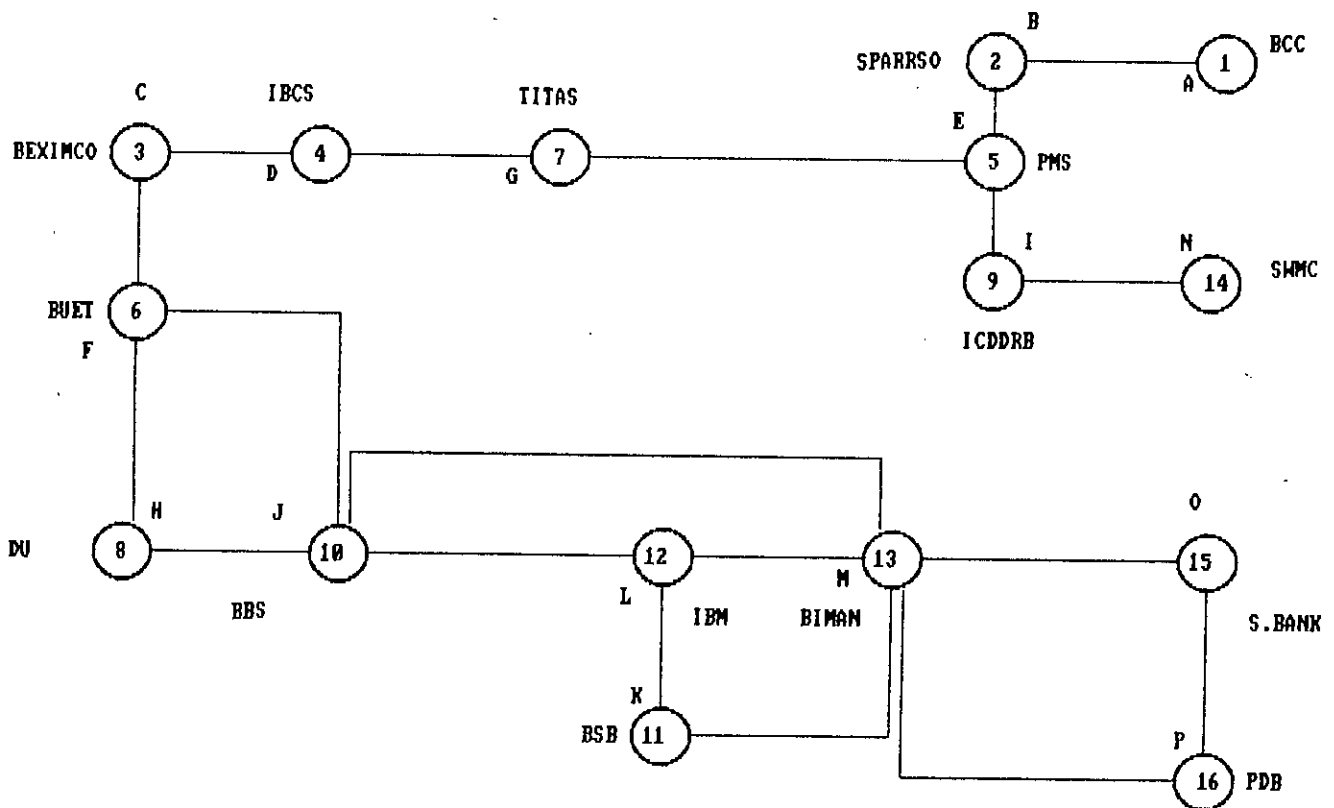 B
BCC
SPARRSO
2
1
A
C
IBCS
TITAS
E
BEXIMCO
3
4
7
5
PMS
D
G
I
N
9
14
SWMC
BUET
6
F
ICDDRB
H
J
O
DU
8
10
12
13
15
L
M
BBS
IBM
BIMAN
S.BANK
K
BSB
11
P
16
PDB